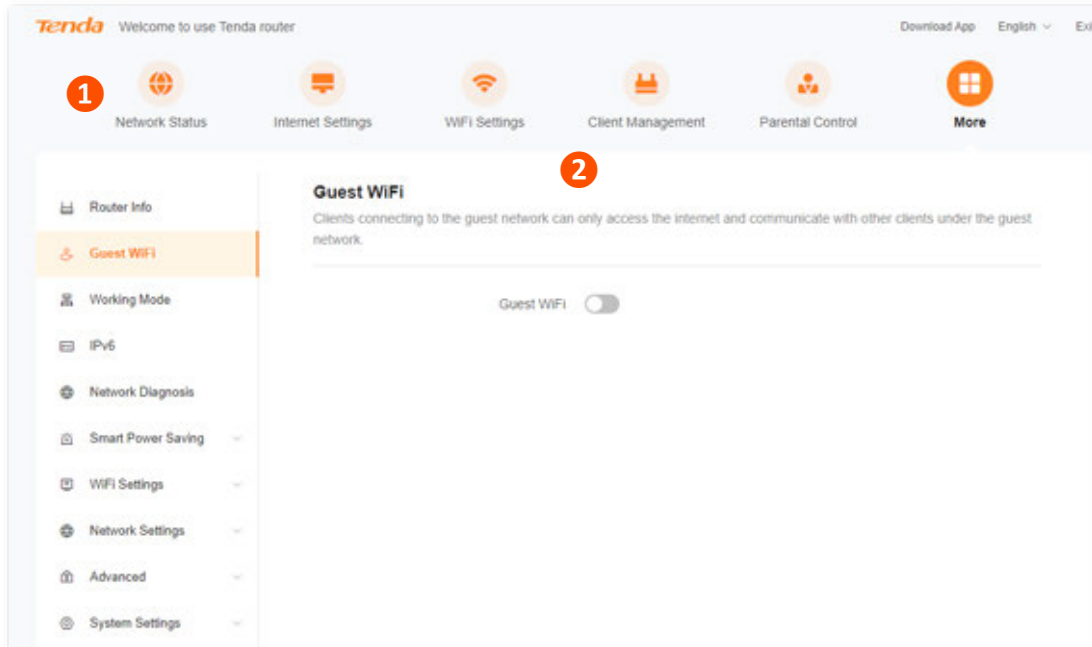 Tenda Welcome to use Tenda router
Download App English Exi
1
Network Status Internet Settings WiFi Settings Client Management Parental Control More
2
Guest WiFi
Clients connecting to the guest network can only access the internet and communicate with other clients under the guest
network.
Guest WiFi
Router Info
Guest WiFi
Working Mode
IPv6
Network Diagnosis
Smart Power Saving
WiFi Settings
Network Settings
Advanced
System Settings